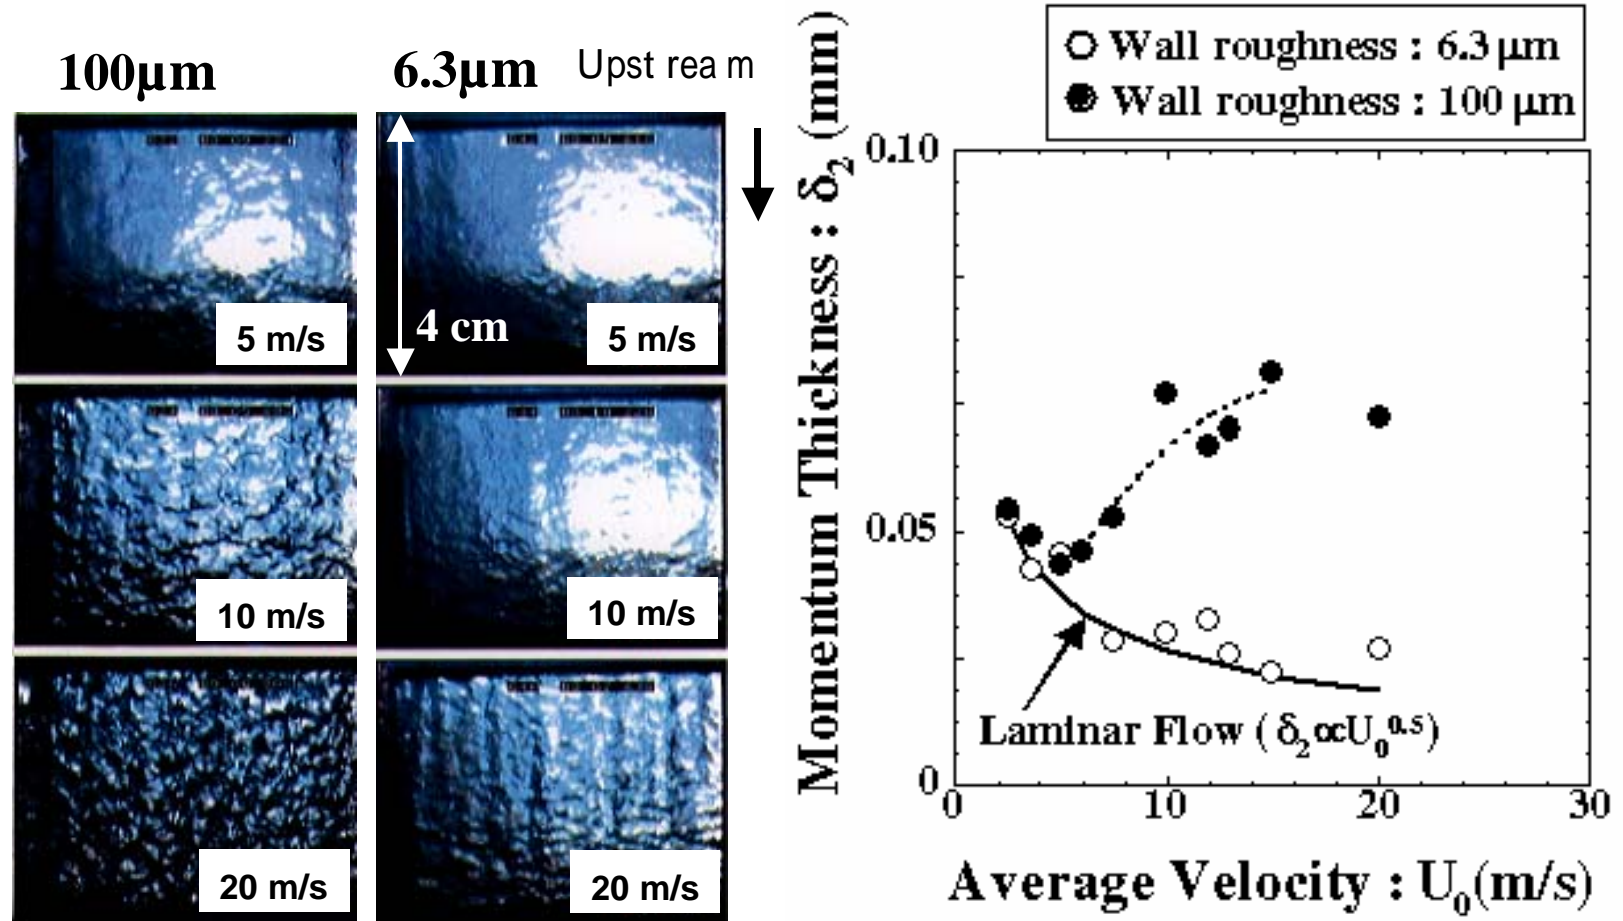 100μm
6.3μm
Upst rea m
5 m/s
4 cm
5 m/s
10 m/s
10 m/s
20 m/s
20 m/s
Wall roughness : 6.3 μm
Wall roughness : 100 μm
Momentum Thickness : δ2 (mm)
0.10
0.05
0
Laminar Flow ( δ2∝U0^0.5)
0
10
20
30
Average Velocity : U0(m/s)